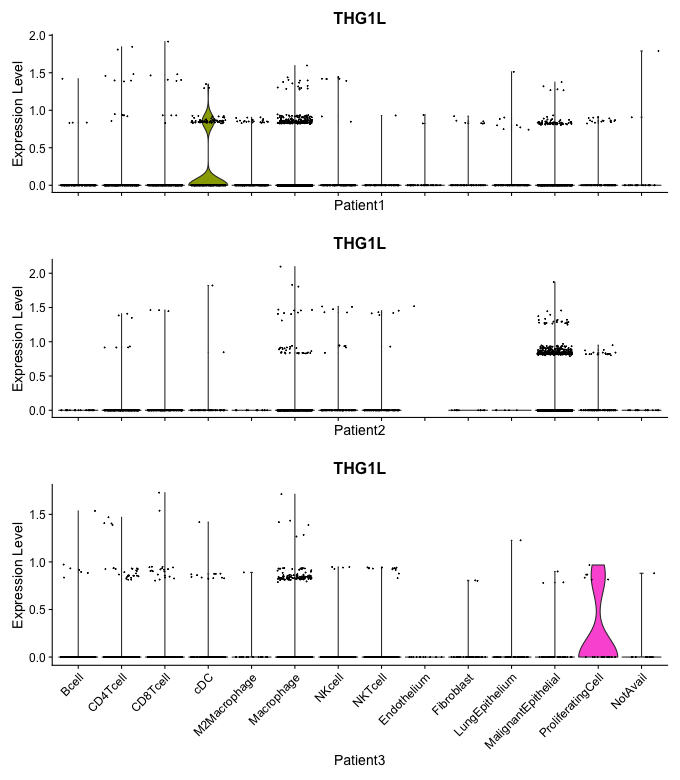 THG1L
Expression Level
2.0
1.5
1.0
0.5
0.0
Patient1
THG1L
Expression Level
2.0
1.5
1.0
0.5
0.0
Patient2
THG1L
Expression Level
1.5
1.0
0.5
0.0
Bcell
CD4Tcell
CD8Tcell
cDC
M2Macrophage
Macrophage
NKcell
NKTcell
Endothelium
Fibroblast
LungEpithelium
MalignantEpithelial
ProliferatingCell
NotAvail
Patient3